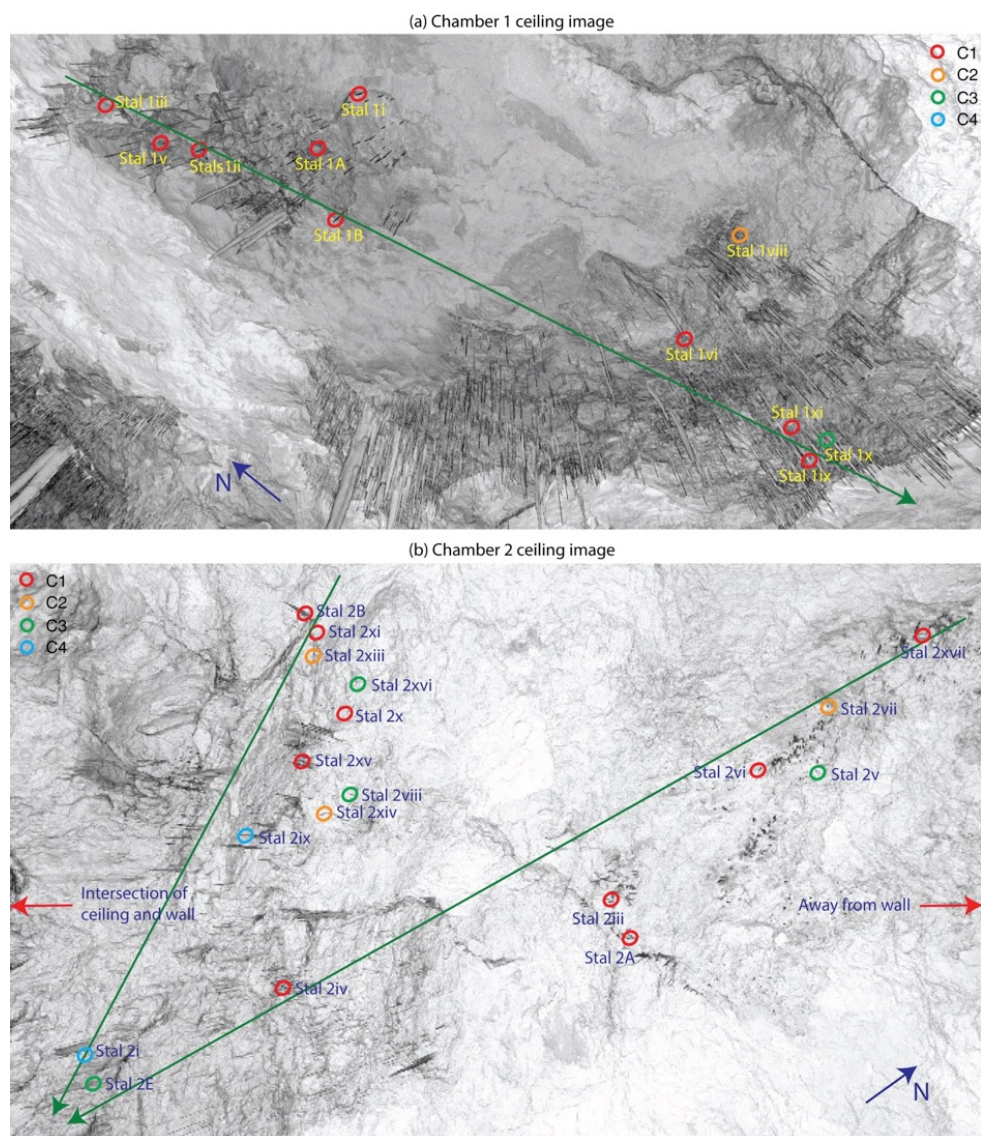 (a) Chamber 1 ceiling image
C1
C2
C3
C4
Stal 1iii
Stal 1i
Stal 1v
Stals1ii
Stal 1A
Stal 1B
Stal 1viii
Stal 1vi
Stal 1xi
Stal 1x
Stal 1ix
N
(b) Chamber 2 ceiling image
C1
C2
C3
C4
Stal 2B
Stal 2xi
Stal 2xiii
Stal 2xvii
Stal 2xvi
Stal 2x
Stal 2vii
Stal 2xv
Stal 2vi
Stal 2v
Stal 2viii
Stal 2xiv
Stal 2ix
Intersection of
ceiling and wall
Away from wall
Stal 2iii
Stal 2A
Stal 2iv
Stal 2i
Stal 2E
N